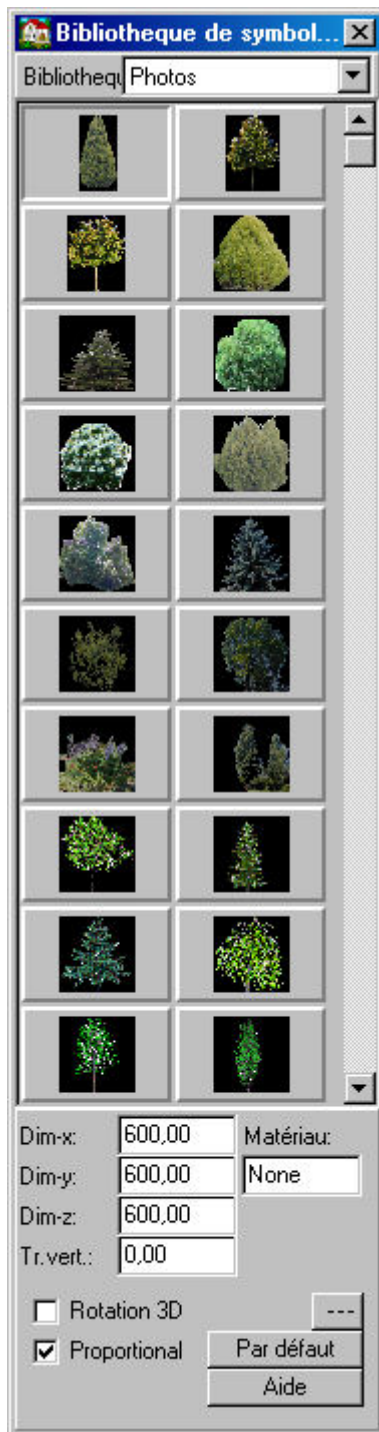 Bibliotheque de symbol...
Bibliothequ Photos
Dim-x: 600,00 Matériau:
Dim-y: 600,00 None
Dim-z: 600,00
Tr.vert.: 0,00
Rotation 3D ---
Proportional Par défaut
Aide